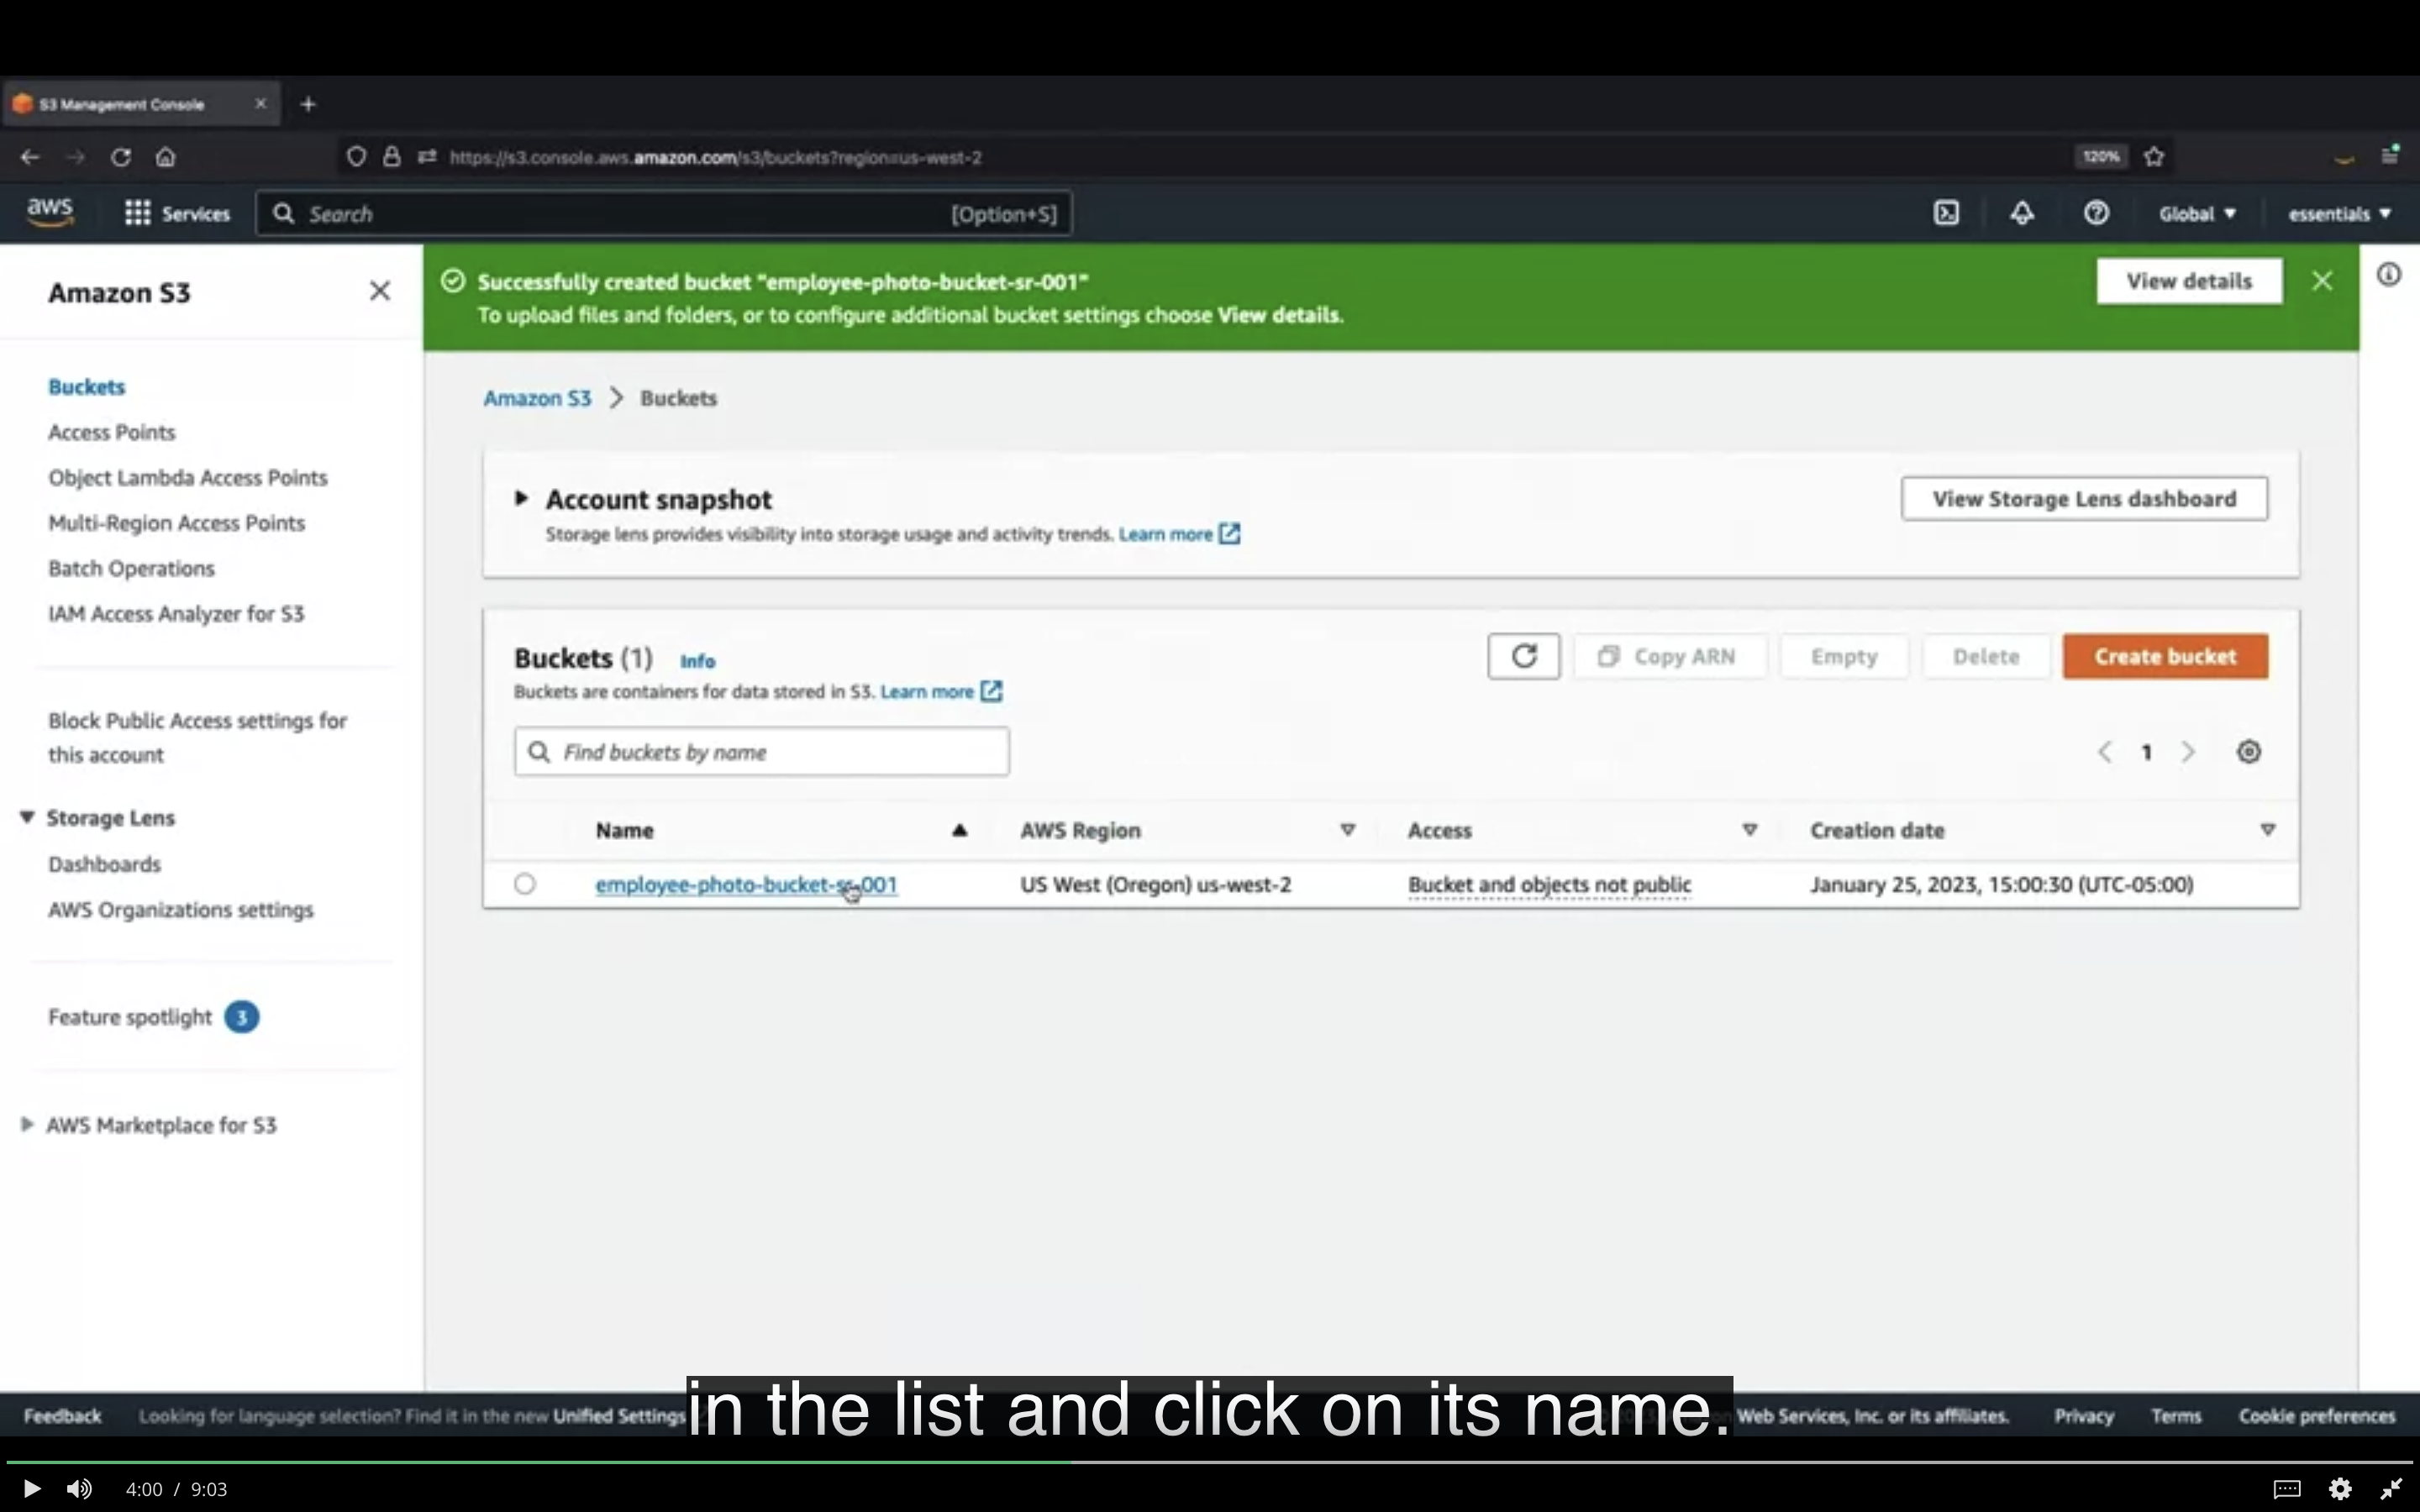 S3 Management Console
https://s3.console.aws.amazon.com/s3/buckets?region=us-west-2
120%
aws
Services
Search
[Option+S]
Global
essentials
Amazon S3
Buckets
Access Points
Object Lambda Access Points
Multi-Region Access Points
Batch Operations
IAM Access Analyzer for S3
Block Public Access settings for
this account
Storage Lens
Dashboards
AWS Organizations settings
Feature spotlight 3
AWS Marketplace for S3
Successfully created bucket "employee-photo-bucket-sr-001"
To upload files and folders, or to configure additional bucket settings choose View details.
View details
Amazon S3 > Buckets
Account snapshot
Storage lens provides visibility into storage usage and activity trends. Learn more
View Storage Lens dashboard
Buckets (1) Info
Buckets are containers for data stored in S3. Learn more
Copy ARN
Empty
Delete
Create bucket
Find buckets by name
1
Name AWS Region Access Creation date
employee-photo-bucket-sr-001 US West (Oregon) us-west-2 Bucket and objects not public January 25, 2023, 15:00:30 (UTC-05:00)
in the list and click on its name.
Feedback Looking for language selection? Find it in the new Unified Settings
Web Services, Inc. or its affiliates. Privacy Terms Cookie preferences
4:00 / 9:03